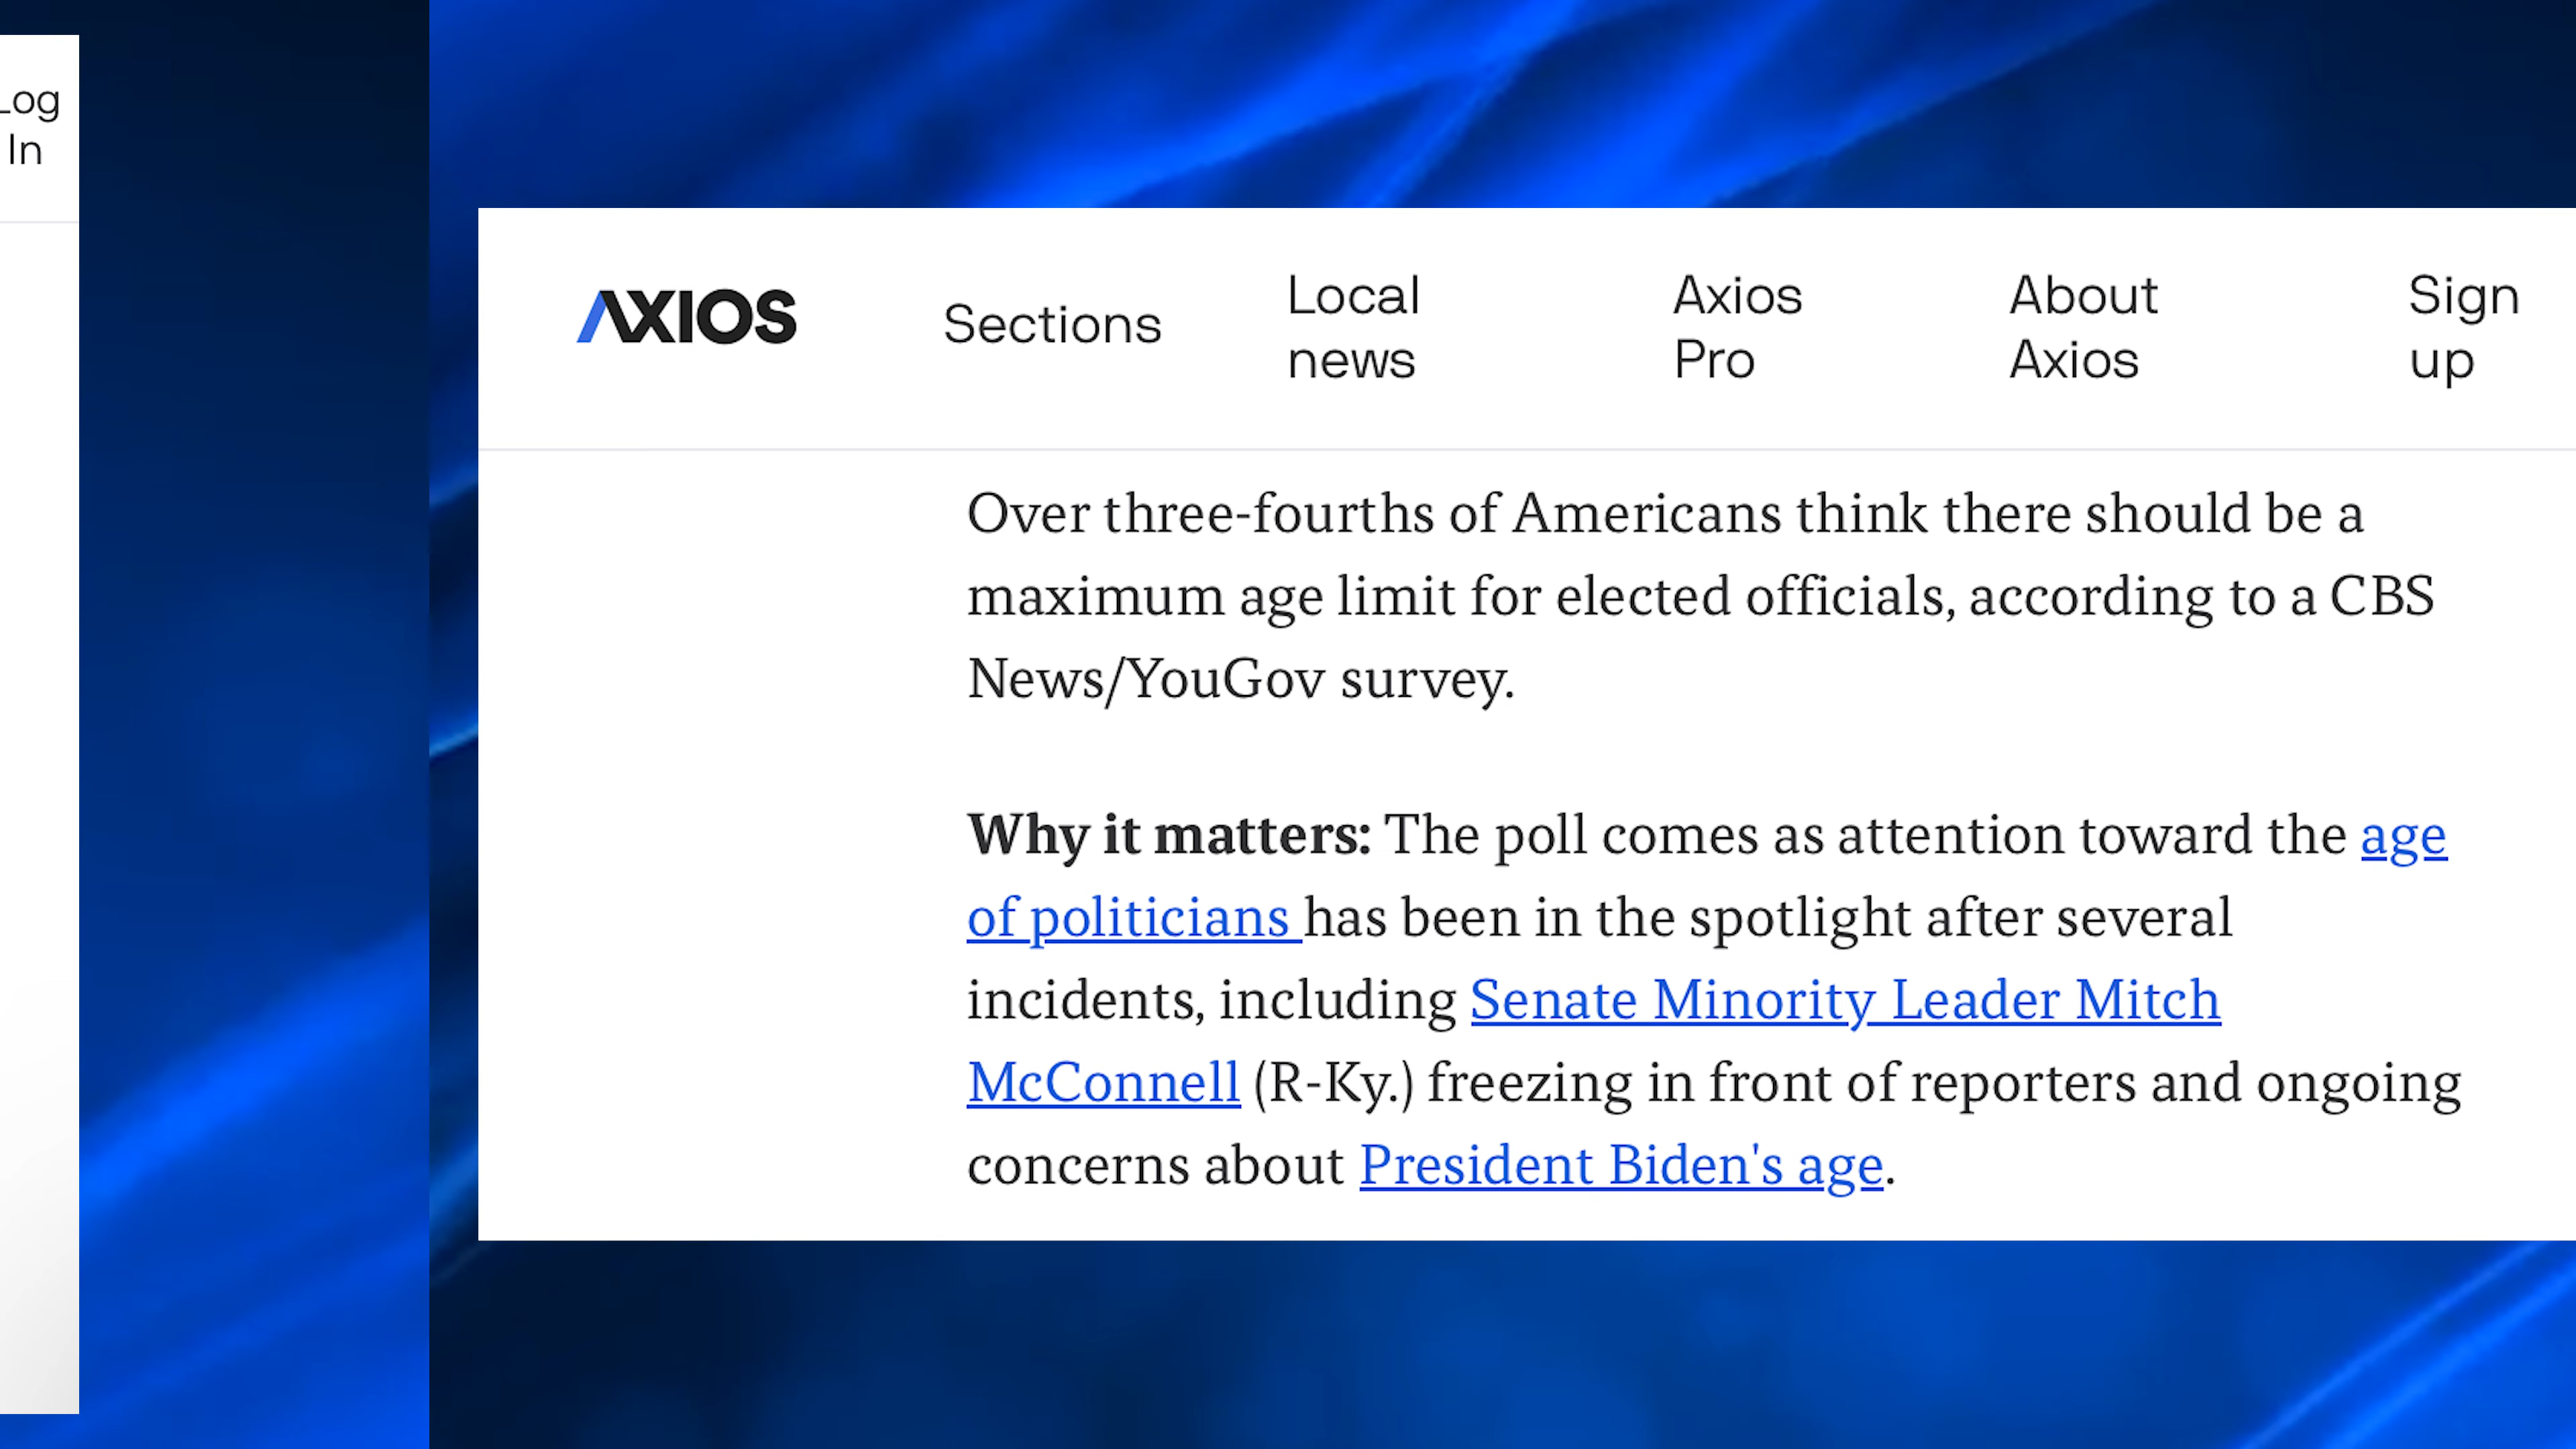 Log
In
AXIOS
Sections
Local
news
Axios
Pro
About
Axios
Sign
up
Over three-fourths of Americans think there should be a
maximum age limit for elected officials, according to a CBS
News/YouGov survey.
Why it matters: The poll comes as attention toward the age
of politicians has been in the spotlight after several
incidents, including Senate Minority Leader Mitch
McConnell (R-Ky.) freezing in front of reporters and ongoing
concerns about President Biden's age.